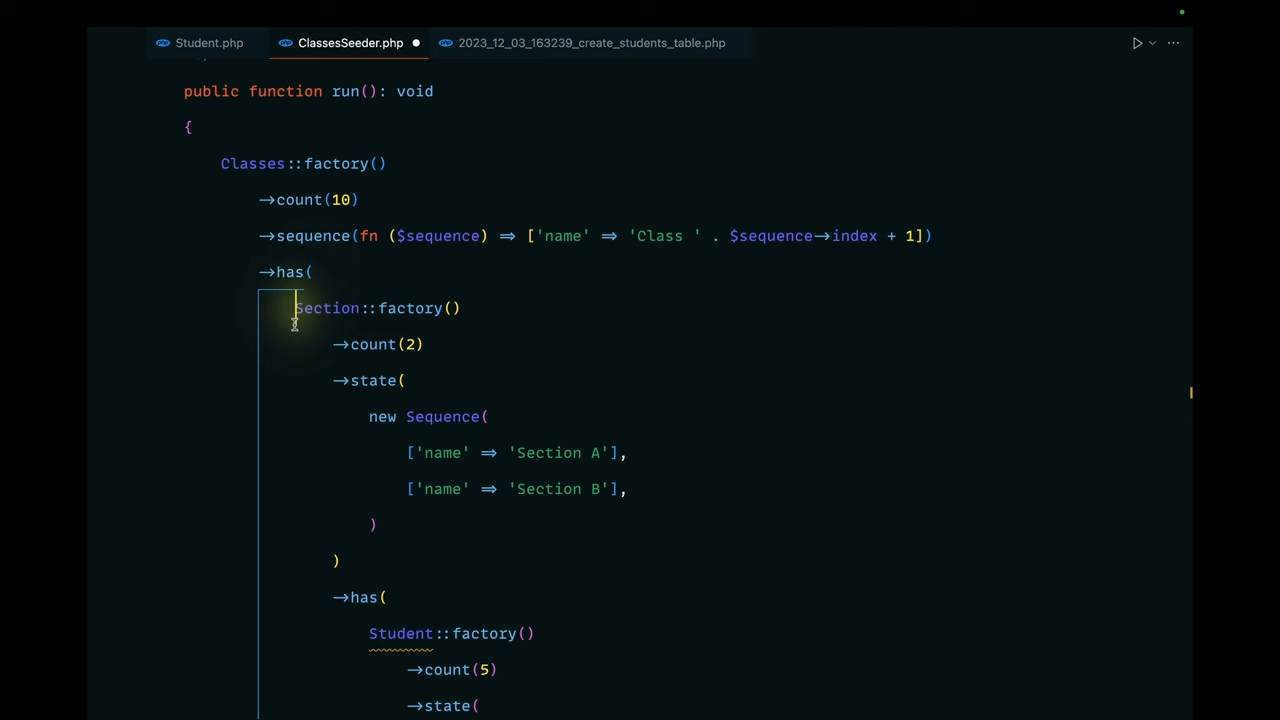 Student.php
ClassesSeeder.php
2023_12_03_163239_create_students_table.php
public function run(): void
{
Classes::factory()
->count(10)
->sequence(fn ($sequence) => ['name' => 'Class ' . $sequence->index + 1])
->has(
Section::factory()
->count(2)
->state(
new Sequence(
['name' => 'Section A'],
['name' => 'Section B'],
)
)
->has(
Student::factory()
->count(5)
->state(